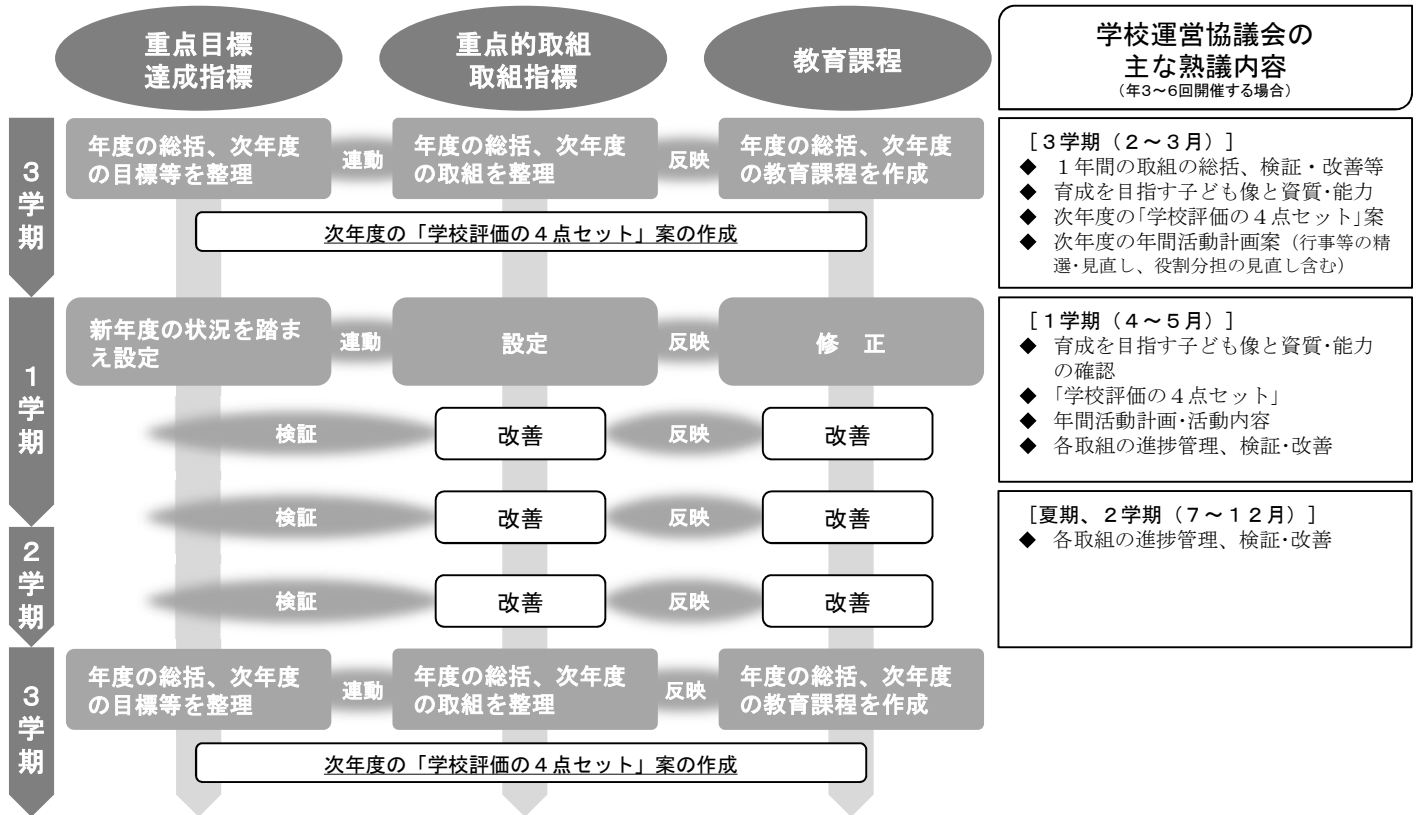 重点目標
達成指標
重点的取組
取組指標
教育課程
学校運営協議会の
主な熟議内容
(年3~6回開催する場合)
3学期
年度の総括、次年度
の目標等を整理
連動
年度の総括、次年度
の取組を整理
反映
年度の総括、次年度
の教育課程を作成
次年度の「学校評価の4点セット」案の作成
[3学期(2~3月)]
◆ 1年間の取組の総括、検証・改善等
◆ 育成を目指す子ども像と資質・能力
◆ 次年度の「学校評価の4点セット」案
◆ 次年度の年間活動計画案(行事等の精
選・見直し、役割分担の見直し含む)
1学期
新年度の状況を踏ま
え設定
連動
設定
反映
修 正
検証
改善
反映
改善
[1学期(4~5月)]
◆ 育成を目指す子ども像と資質・能力
の確認
◆ 「学校評価の4点セット」
◆ 年間活動計画・活動内容
◆ 各取組の進捗管理、検証・改善
検証
改善
反映
改善
2学期
検証
改善
反映
改善
[夏期、2学期(7~12月)]
◆ 各取組の進捗管理、検証・改善
3学期
年度の総括、次年度
の目標等を整理
連動
年度の総括、次年度
の取組を整理
反映
年度の総括、次年度
の教育課程を作成
次年度の「学校評価の4点セット」案の作成